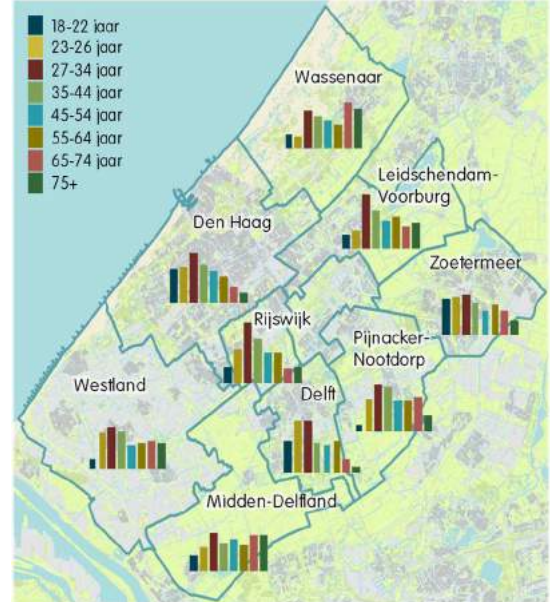 18-22 jaar
23-26 jaar
27-34 jaar
35-44 jaar
45-54 jaar
55-64 jaar
65-74 jaar
75+
Wassenaar
Leidschendam-
Voorburg
Den Haag
Zoetermeer
Rijswijk
Pijnacker-
Nootdorp
Westland
Delft
Midden-Delfland